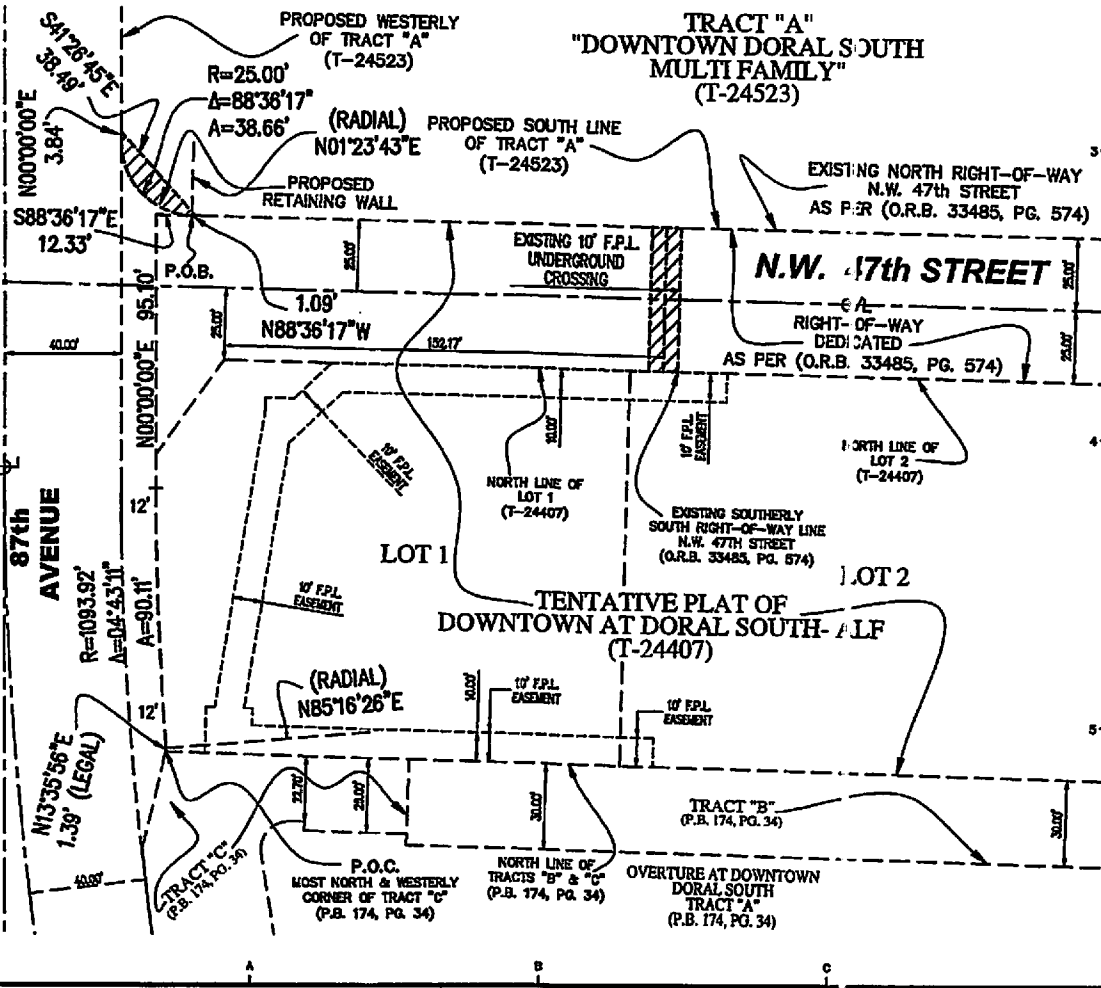 TRACT "A"
"DOWNTOWN DORAL SOUTH
MULTI FAMILY"
(T-24523)
PROPOSED WESTERLY
OF TRACT "A"
(T-24523)
S41°26'45"E
38.49'
R=25.00'
Δ=88°36'17"
A=38.66'
(RADIAL)
N01°23'43"E
N00°00'00"E
3.84'
PROPOSED SOUTH LINE
OF TRACT "A"
(T-24523)
EXISTING NORTH RIGHT-OF-WAY
N.W. 47th STREET
AS PER (O.R.B. 33485, PG. 574)
3
PROPOSED
RETAINING WALL
S88°36'17"E
12.33'
P.O.B.
25.00'
EXISTING 10' F.P.L.
UNDERGROUND
CROSSING
N.W. 47th STREET
25.00'
1.09'
N88°36'17"W
N00°00'00"E 95.10'
25.00'
40.00'
152.17'
RIGHT-OF-WAY
DEDICATED
AS PER (O.R.B. 33485, PG. 574)
25.00'
10' F.P.L.
EASEMENT
10.00'
10' F.P.L.
EASEMENT
NORTH LINE OF
LOT 1
(T-24407)
NORTH LINE OF
LOT 2
(T-24407)
4
87th
AVENUE
12'
EXISTING SOUTHERLY
SOUTH RIGHT-OF-WAY LINE
N.W. 47TH STREET
(O.R.B. 33485, PG. 574)
LOT 1
LOT 2
R=1093.92'
Δ=04°43'11"
A=90.11'
10' F.P.L.
EASEMENT
TENTATIVE PLAT OF
DOWNTOWN AT DORAL SOUTH- ALF
(T-24407)
(RADIAL)
N85°16'26"E
12'
10.00'
10' F.P.L.
EASEMENT
10' F.P.L.
EASEMENT
5
N13°35'56"E
1.39' (LEGAL)
22.70'
25.00'
30.00'
TRACT "B"
(P.B. 174, PG. 34)
30.00'
40.00'
TRACT "C"
(P.B. 174, PG. 34)
P.O.C.
MOST NORTH & WESTERLY
CORNER OF TRACT "C"
(P.B. 174, PG. 34)
NORTH LINE OF
TRACTS "B" & "C"
(P.B. 174, PG. 34)
OVERTURE AT DOWNTOWN
DORAL SOUTH
TRACT "A"
(P.B. 174, PG. 34)
A
B
C